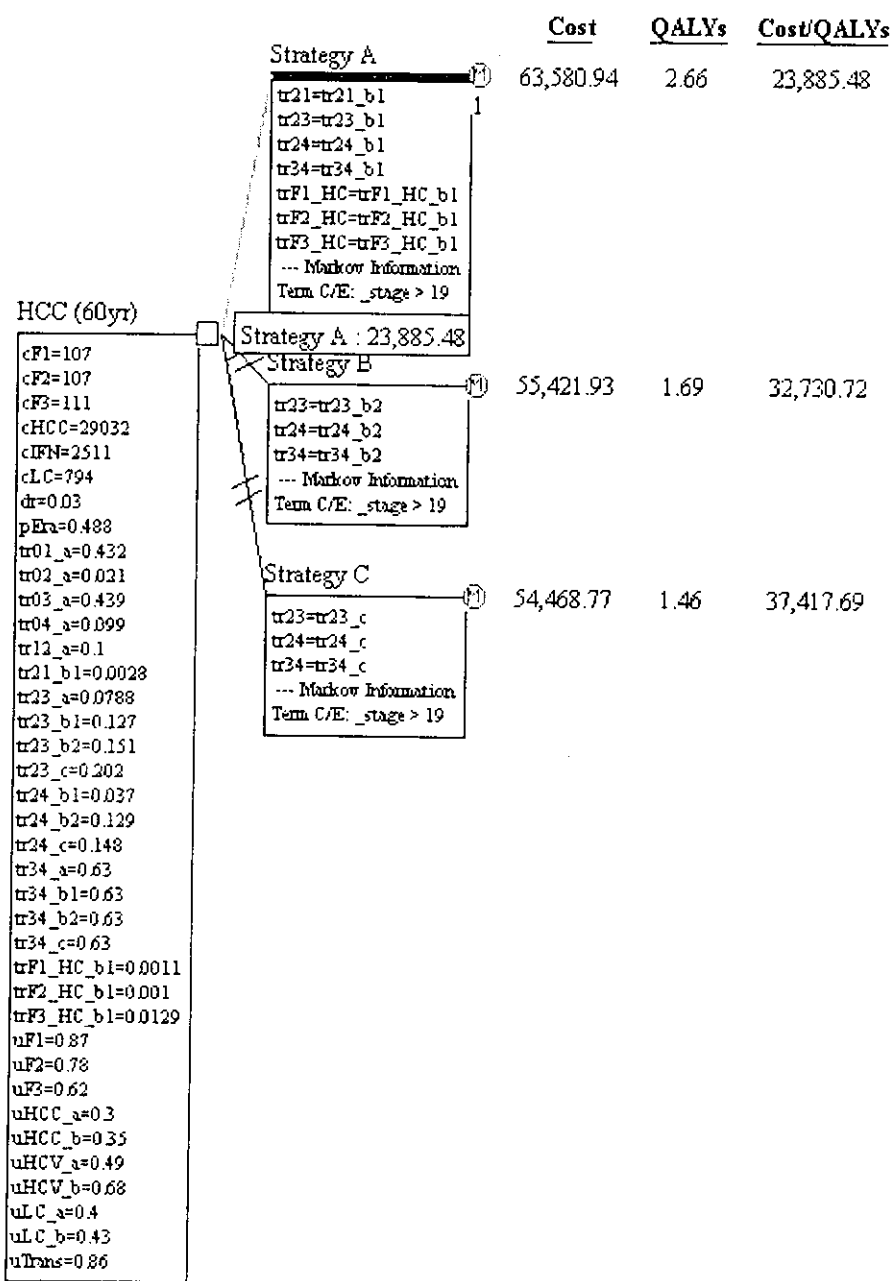 Cost QALYs Cost/QALYs
Strategy A
M 63,580.94 2.66 23,885.48
1
tr21=tr21_b1
tr23=tr23_b1
tr24=tr24_b1
tr34=tr34_b1
trF1_HC=trF1_HC_b1
trF2_HC=trF2_HC_b1
trF3_HC=trF3_HC_b1
--- Markov Information
Term C/E: _stage > 19
HCC (60yr)
Strategy A : 23,885.48
Strategy B
M 55,421.93 1.69 32,730.72
tr23=tr23_b2
tr24=tr24_b2
tr34=tr34_b2
--- Markov Information
Term C/E: _stage > 19
Strategy C
M 54,468.77 1.46 37,417.69
tr23=tr23_c
tr24=tr24_c
tr34=tr34_c
--- Markov Information
Term C/E: _stage > 19
cF1=107
cF2=107
cF3=111
cHCC=29032
cIFN=2511
cLC=794
dr=0.03
pEra=0.488
tr01_a=0.432
tr02_a=0.021
tr03_a=0.439
tr04_a=0.099
tr12_a=0.1
tr21_b1=0.0028
tr23_a=0.0788
tr23_b1=0.127
tr23_b2=0.151
tr23_c=0.202
tr24_b1=0.037
tr24_b2=0.129
tr24_c=0.148
tr34_a=0.63
tr34_b1=0.63
tr34_b2=0.63
tr34_c=0.63
trF1_HC_b1=0.0011
trF2_HC_b1=0.001
trF3_HC_b1=0.0129
uF1=0.87
uF2=0.78
uF3=0.62
uHCC_a=0.3
uHCC_b=0.35
uHCV_a=0.49
uHCV_b=0.68
uLC_a=0.4
uLC_b=0.43
uTrans=0.86